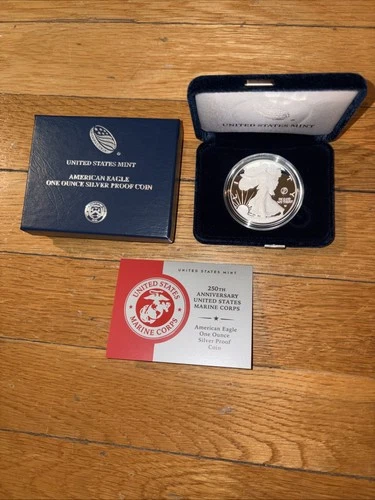 UNITED STATES MINT
AMERICAN EAGLE
ONE OUNCE SILVER PROOF COIN
UNITED STATES MINT
UNITED STATES MINT
UNITED STATES
MARINE CORPS
250TH
ANNIVERSARY
UNITED STATES
MARINE CORPS
American Eagle
One Ounce
Silver Proof
Coin